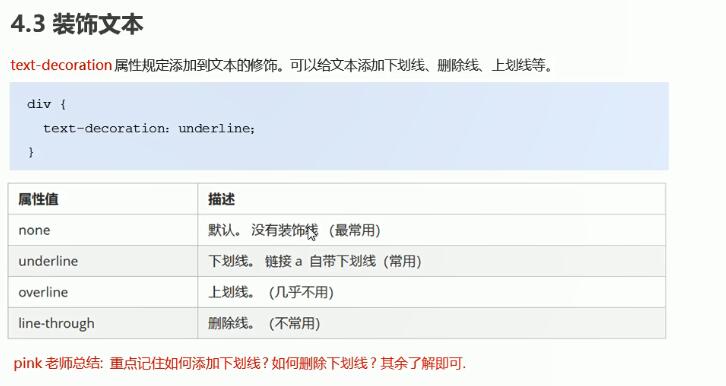 4.3 装饰文本
text-decoration 属性规定添加到文本的修饰。可以给文本添加下划线、删除线、上划线等。
div {
text-decoration: underline;
}
属性值 描述
none 默认。没有装饰线 (最常用)
underline 下划线。链接 a 自带下划线 (常用)
overline 上划线。(几乎不用)
line-through 删除线。(不常用)
pink 老师总结: 重点记住如何添加下划线? 如何删除下划线? 其余了解即可.